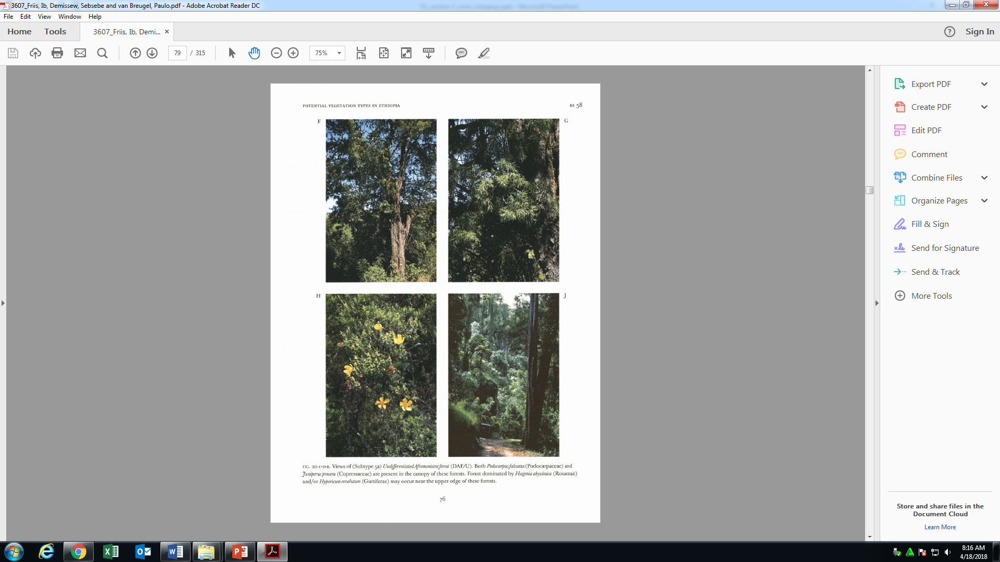 3607_Friis, Ib, Demissew, Sebsebe and van Breugel, Paulo.pdf - Adobe Acrobat Reader DC
File Edit View Window Help
Home Tools 3607_Friis, Ib, Demi... × Sign In
79 / 315 75%
POTENTIAL VEGETATION TYPES IN ETHIOPIA BS 58
F G
H J
FIG. 20 C-D-E. Views of (Subtype 5a) Undifferentiated Afromontane forest (DAF/U). Both Podocarpus falcatus (Podocarpaceae) and
Juniperus procera (Cupressaceae) are present in the canopy of these forests. Forest dominated by Hagenia abyssinica (Rosaceae)
and/or Hypericum revolutum (Guttiferae) may occur near the upper edge of these forests.
76
Export PDF
Create PDF
Edit PDF
Comment
Combine Files
Organize Pages
Fill & Sign
Send for Signature
Send & Track
More Tools
Store and share files in the
Document Cloud
Learn More
8:16 AM
4/18/2018